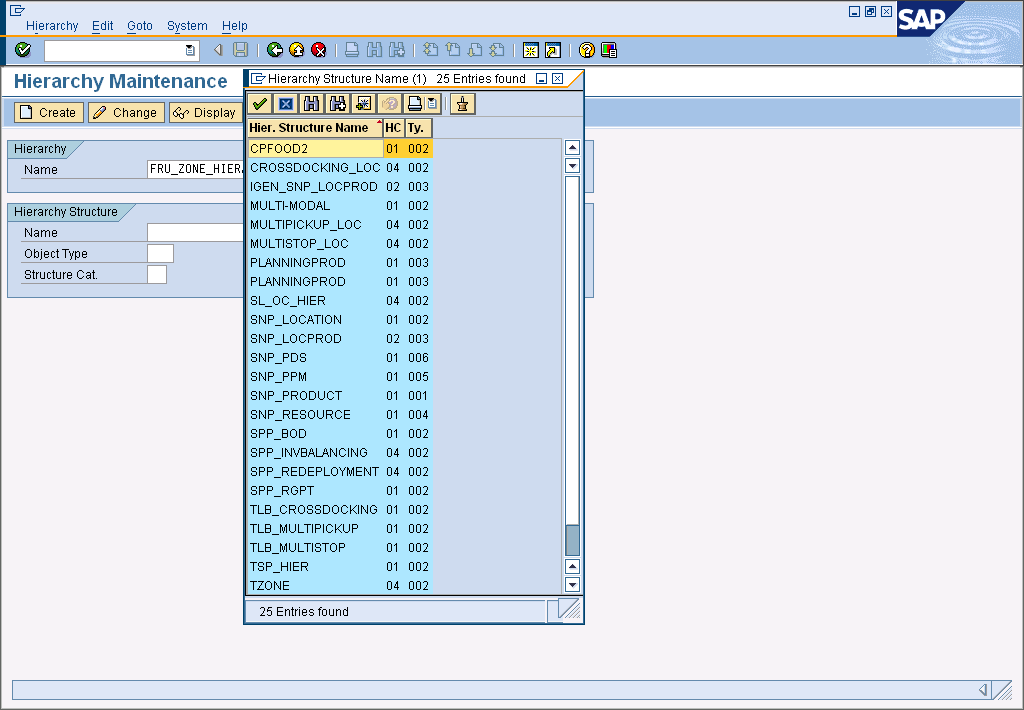 Hierarchy Edit Goto System Help
SAP
Hierarchy Maintenance
Create Change Display
Hierarchy
Name FRU_ZONE_HIER
Hierarchy Structure
Name
Object Type
Structure Cat.
Hierarchy Structure Name (1) 25 Entries found
Hier. Structure Name HC Ty.
CPFOOD2 01 002
CROSSDOCKING_LOC 04 002
IGEN_SNP_LOCPROD 02 003
MULTI-MODAL 01 002
MULTIPICKUP_LOC 04 002
MULTISTOP_LOC 04 002
PLANNINGPROD 01 003
PLANNINGPROD 01 003
SL_OC_HIER 04 002
SNP_LOCATION 01 002
SNP_LOCPROD 02 003
SNP_PDS 01 006
SNP_PPM 01 005
SNP_PRODUCT 01 001
SNP_RESOURCE 01 004
SPP_BOD 01 002
SPP_INVBALANCING 04 002
SPP_REDEPLOYMENT 04 002
SPP_RGPT 01 002
TLB_CROSSDOCKING 01 002
TLB_MULTIPICKUP 01 002
TLB_MULTISTOP 01 002
TSP_HIER 01 002
TZONE 04 002
25 Entries found